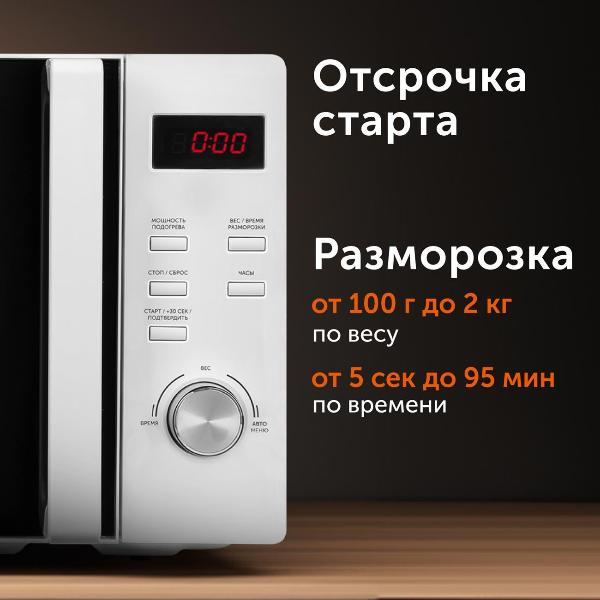 Отсрочка
старта
0:00
МОЩНОСТЬ
ПОДОГРЕВА
ВЕС / ВРЕМЯ
РАЗМОРОЗКИ
СТОП / СБРОС
ЧАСЫ
СТАРТ / +30 СЕК /
ПОДТВЕРДИТЬ
ВЕС
ВРЕМЯ
АВТО
МЕНЮ
Разморозка
от 100 г до 2 кг
по весу
от 5 сек до 95 мин
по времени